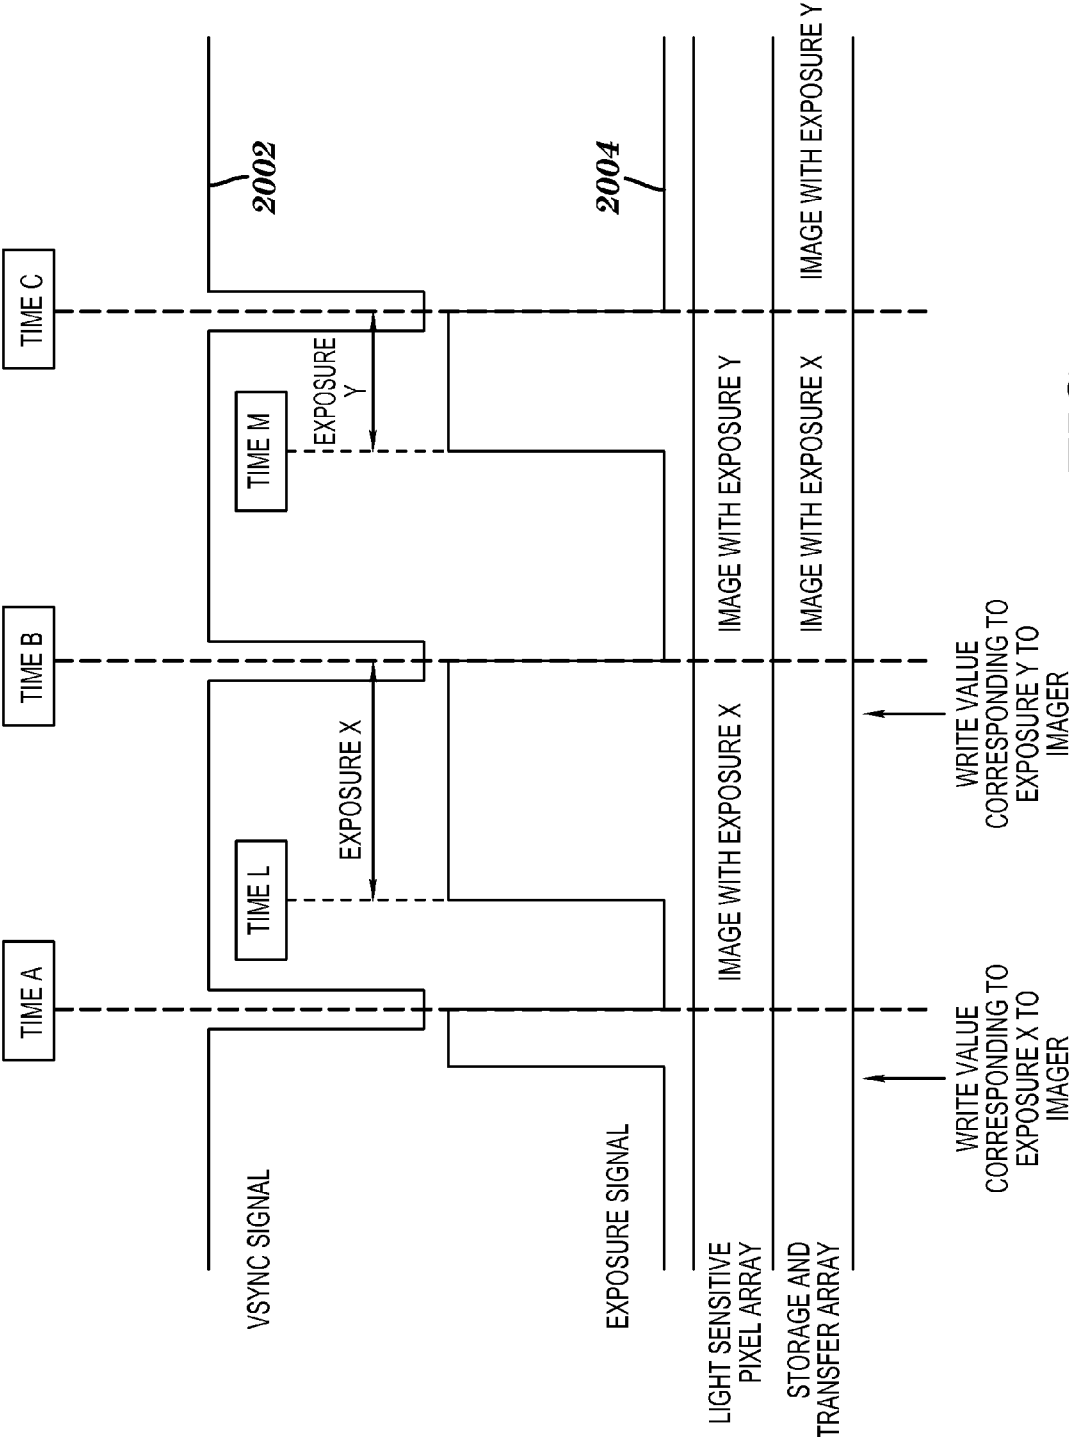 TIME A
TIME B
TIME C
TIME L
TIME M
VSYNC SIGNAL
2002
EXPOSURE X
EXPOSURE
Y
EXPOSURE SIGNAL
2004
LIGHT SENSITIVE
PIXEL ARRAY
IMAGE WITH EXPOSURE X
IMAGE WITH EXPOSURE Y
STORAGE AND
TRANSFER ARRAY
IMAGE WITH EXPOSURE X
IMAGE WITH EXPOSURE Y
WRITE VALUE
CORRESPONDING TO
EXPOSURE X TO
IMAGER
WRITE VALUE
CORRESPONDING TO
EXPOSURE Y TO
IMAGER